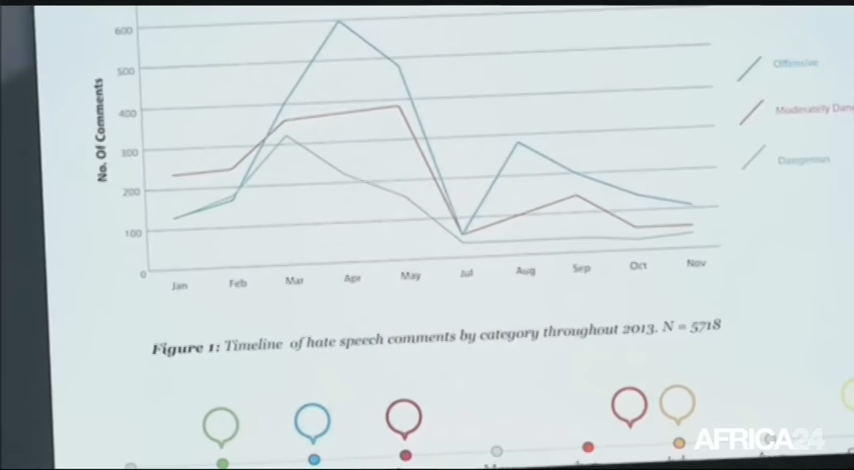 600
500
400
300
200
100
0
No. Of Comments
Jan Feb Mar Apr May Jul Aug Sep Oct Nov
Offensive
Moderately Dang
Dangerous
Figure 1: Timeline of hate speech comments by category throughout 2013. N = 5718
AFRICA24